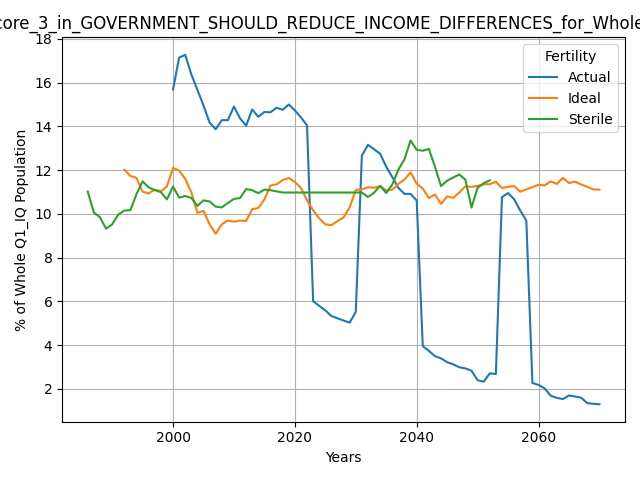 core_3_in_GOVERNMENT_SHOULD_REDUCE_INCOME_DIFFERENCES_for_Whole
18
16
14
12
10
8
6
4
2
% of Whole Q1_IQ Population
Fertility
Actual
Ideal
Sterile
2000 2020 2040 2060
Years